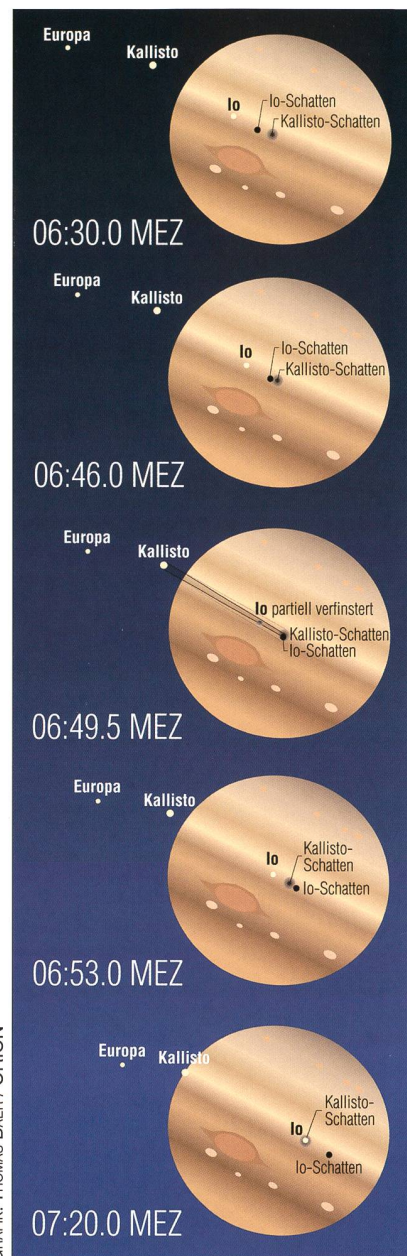 Europa
Kallisto
Io
Io-Schatten
Kallisto-Schatten
06:30.0 MEZ
Europa
Kallisto
Io
Io-Schatten
Kallisto-Schatten
06:46.0 MEZ
Europa
Kallisto
Io partiell verfinstert
Kallisto-Schatten
Io-Schatten
06:49.5 MEZ
Europa
Kallisto
Io
Kallisto-
Schatten
Io-Schatten
06:53.0 MEZ
Europa
Kallisto
Io
Kallisto-
Schatten
Io-Schatten
07:20.0 MEZ
THOMAS BAER / ORION